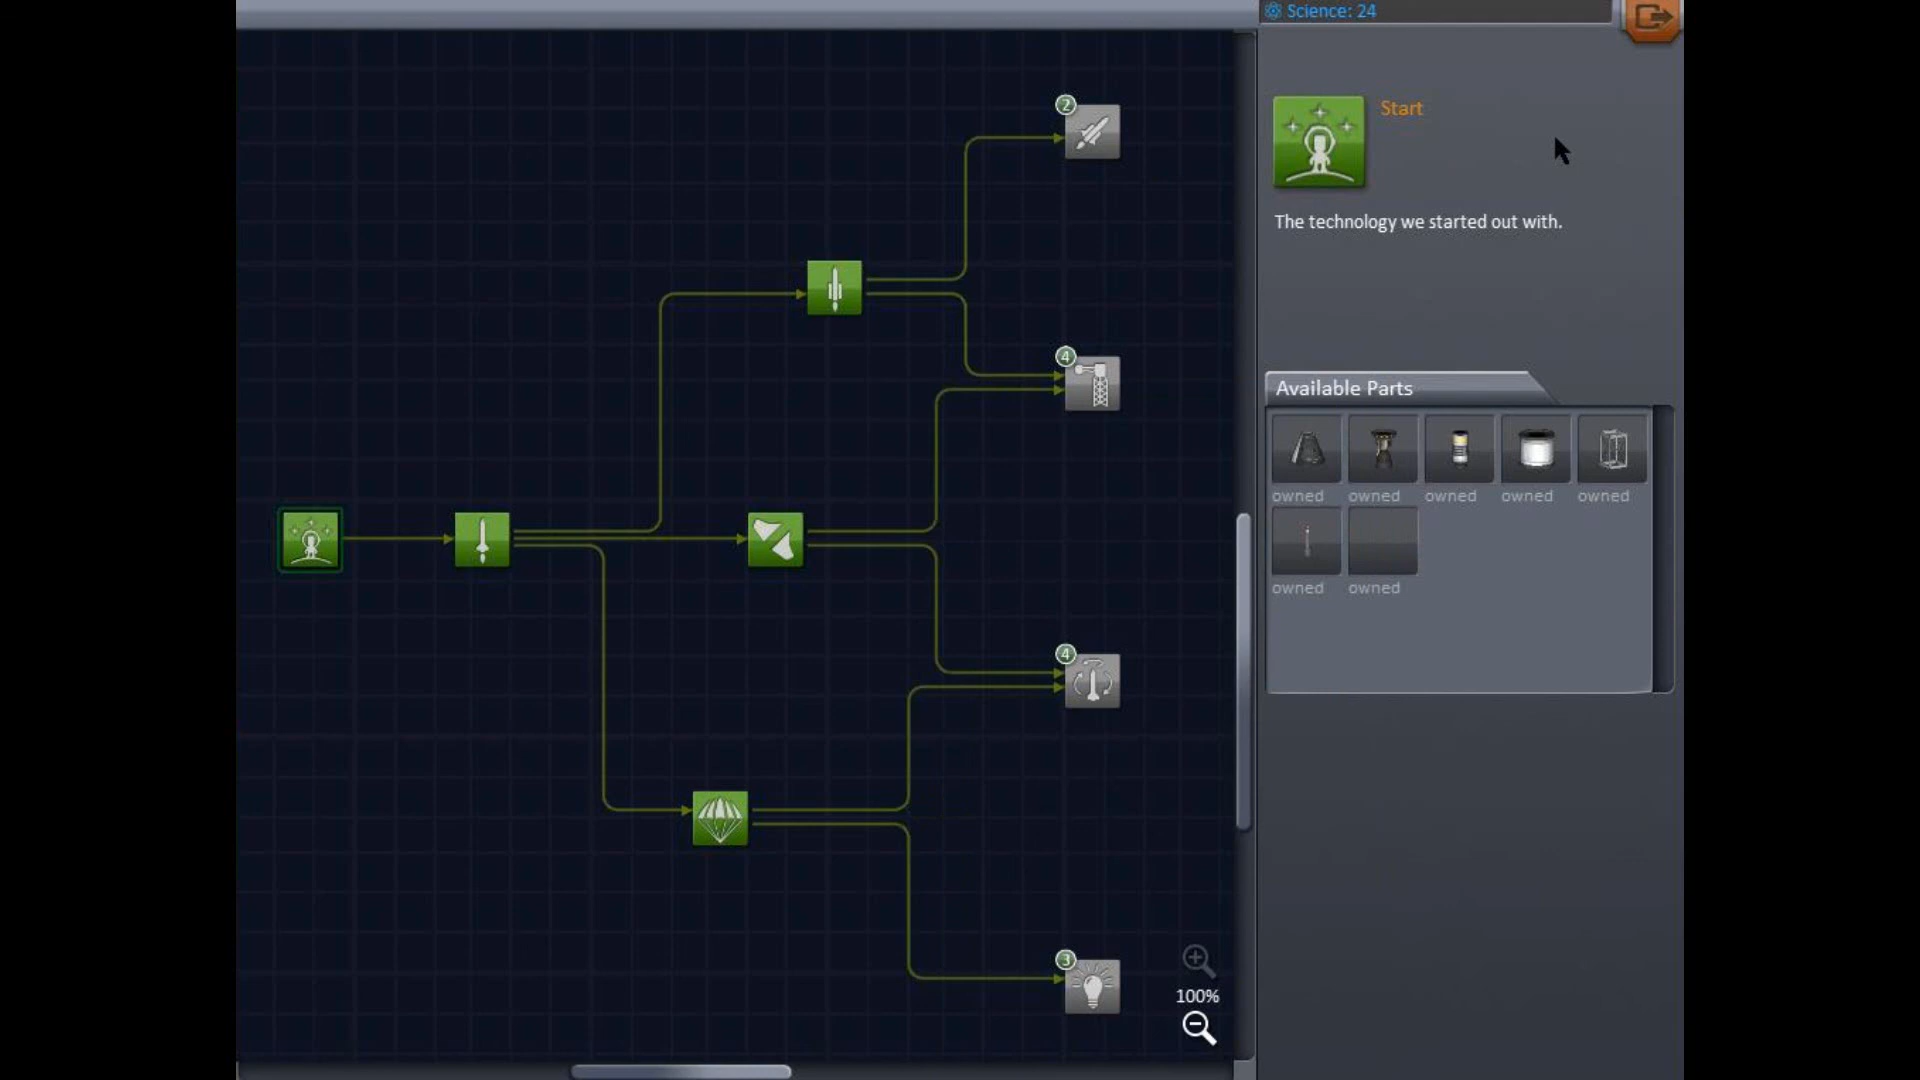 Science: 24
Start
The technology we started out with.
Available Parts
owned owned owned owned owned
owned owned
2
4
4
3
100%